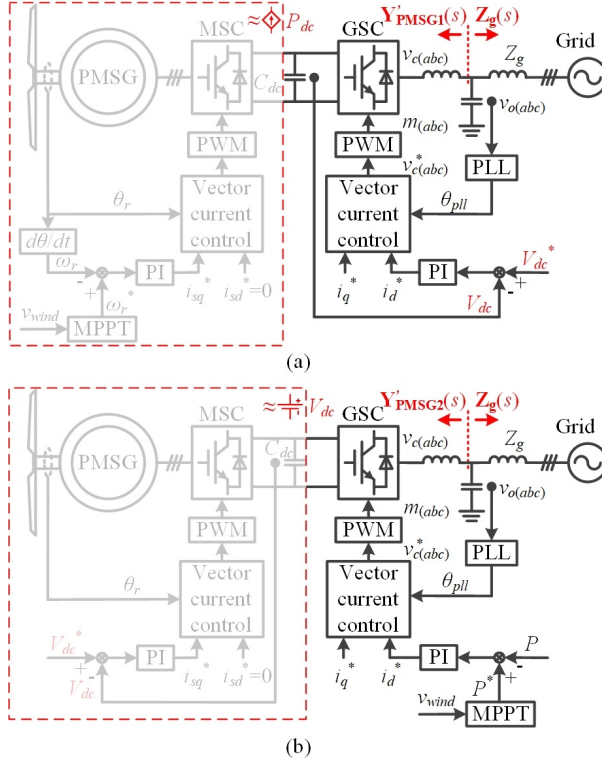 MSC ≈ P_dc GSC Y'_PMSG1(s) Z_g(s)
PMSG C_dc v_c(abc) Z_g Grid
v_o(abc)
m_(abc)
PWM PWM PLL
v_c(abc)^*
θ_r Vector current control Vector current control θ_pll
dθ/dt
ω_r PI PI V_dc^*
- + - +
v_wind ω_r^* i_sq^* i_sd^*=0 i_q^* i_d^* V_dc
MPPT
(a)
MSC ≈ V_dc GSC Y'_PMSG2(s) Z_g(s)
PMSG C_dc v_c(abc) Z_g Grid
v_o(abc)
m_(abc)
PWM PWM PLL
v_c(abc)^*
θ_r Vector current control Vector current control θ_pll
V_dc^* PI PI P
+ - - +
V_dc i_sq^* i_sd^*=0 i_q^* i_d^* P^*
v_wind MPPT
(b)